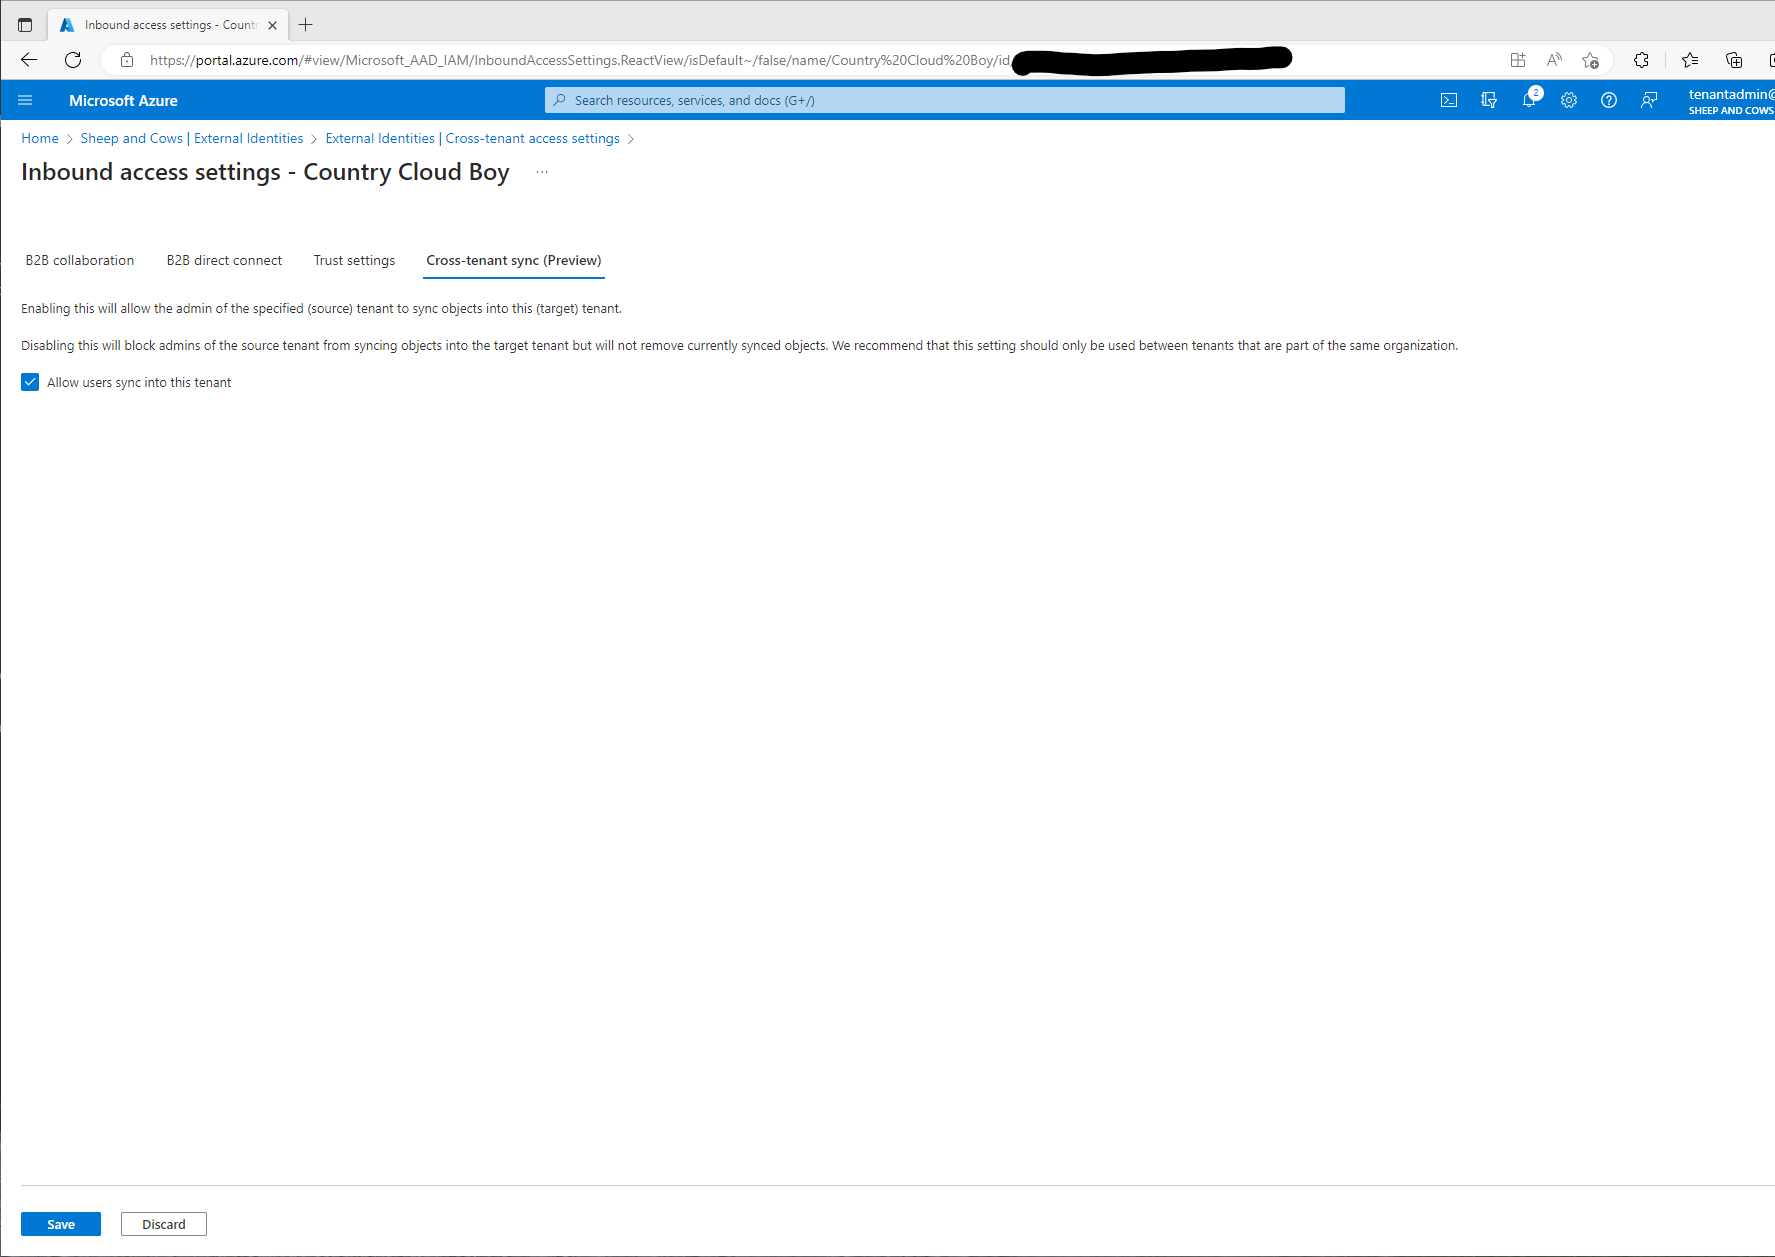 Inbound access settings - Count
https://portal.azure.com/#view/Microsoft_AAD_IAM/InboundAccessSettings.ReactView/isDefault~/false/name/Country%20Cloud%20Boy/id
Microsoft Azure
Search resources, services, and docs (G+/)
2
tenantadmin@
SHEEP AND COWS
Home > Sheep and Cows | External Identities > External Identities | Cross-tenant access settings >
Inbound access settings - Country Cloud Boy ...
B2B collaboration B2B direct connect Trust settings Cross-tenant sync (Preview)
Enabling this will allow the admin of the specified (source) tenant to sync objects into this (target) tenant.
Disabling this will block admins of the source tenant from syncing objects into the target tenant but will not remove currently synced objects. We recommend that this setting should only be used between tenants that are part of the same organization.
Allow users sync into this tenant
Save Discard